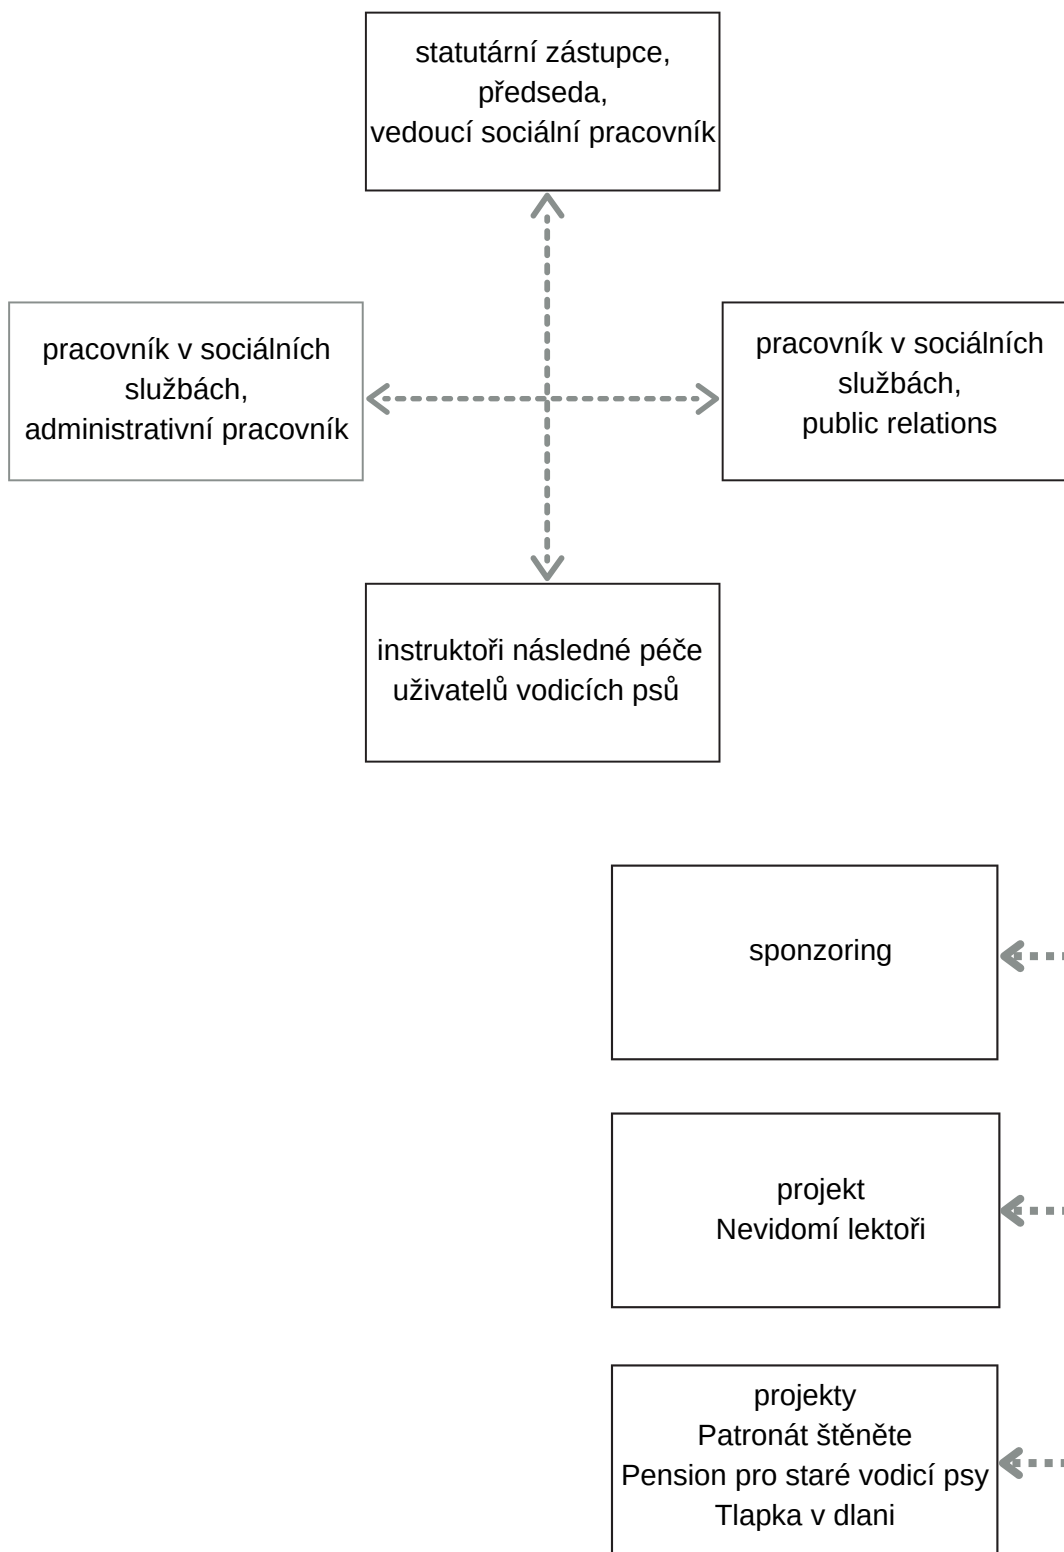 statutární zástupce,
předseda,
vedoucí sociální pracovník
pracovník v sociálních
službách,
administrativní pracovník
pracovník v sociálních
službách,
public relations
instruktoři následné péče
uživatelů vodicích psů
sponzoring
projekt
Nevidomí lektoři
projekty
Patronát štěněte
Pension pro staré vodicí psy
Tlapka v dlani